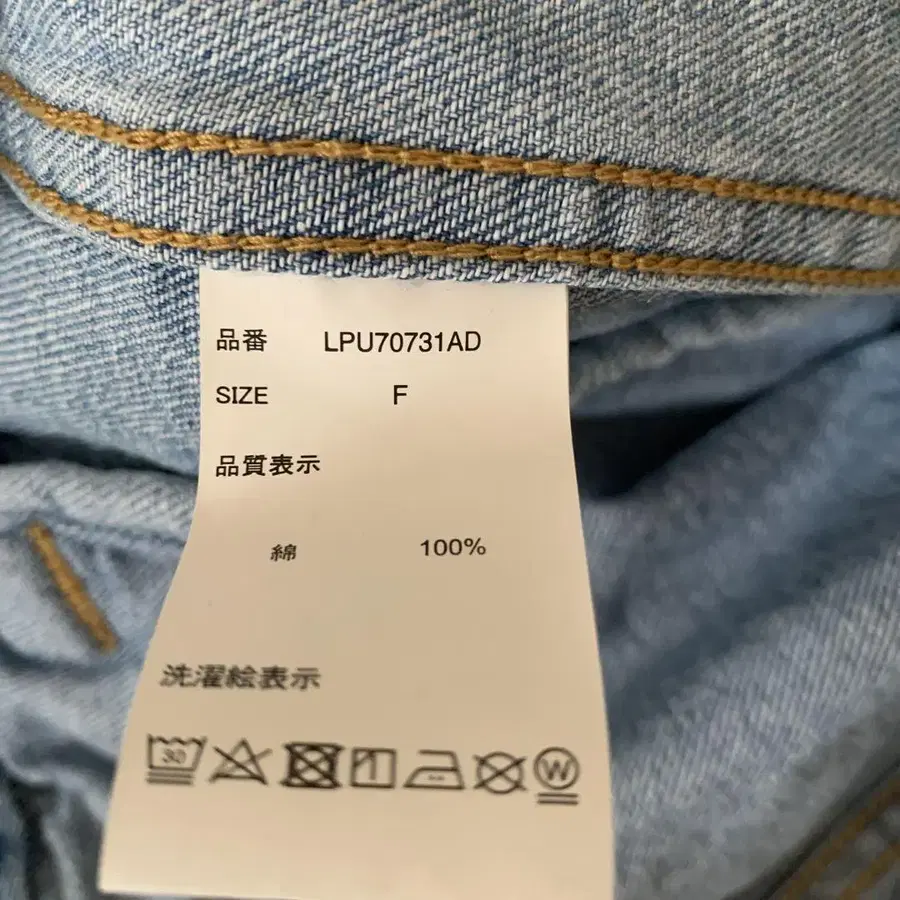 品番 LPU70731AD
SIZE F
品質表示
綿 100%
洗濯絵表示
30 W